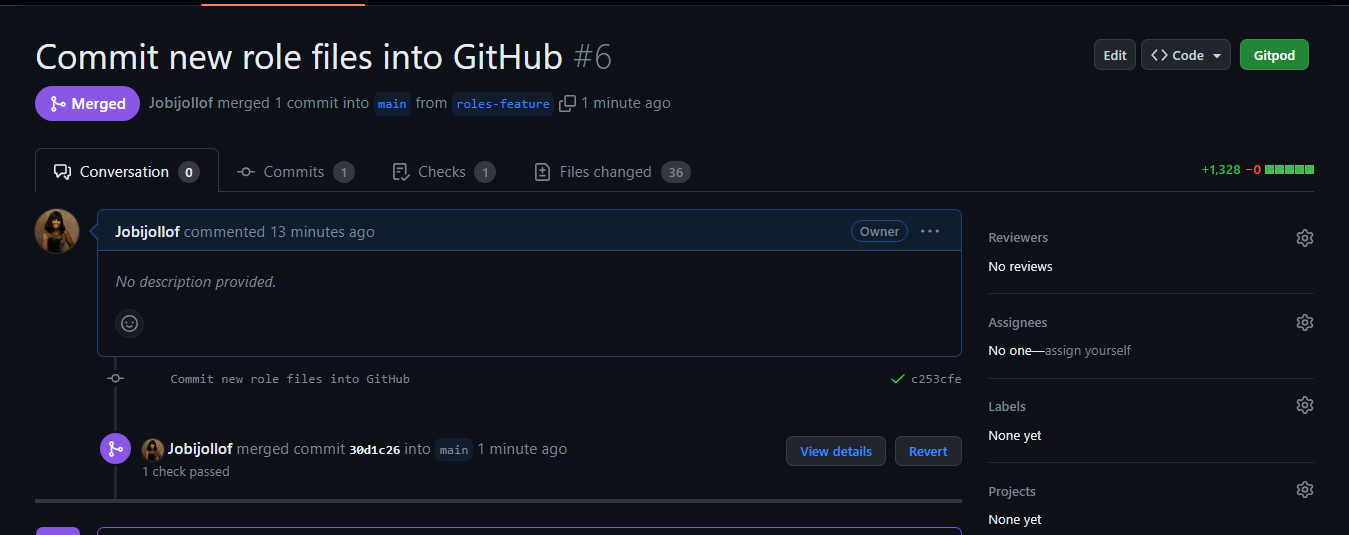 Commit new role files into GitHub #6
Edit
Code
Gitpod
Merged
Jobijollof merged 1 commit into main from roles-feature 1 minute ago
Conversation 0
Commits 1
Checks 1
Files changed 36
+1,328 −0
Jobijollof commented 13 minutes ago
Owner
No description provided.
Commit new role files into GitHub
c253cfe
Jobijollof merged commit 30d1c26 into main 1 minute ago
1 check passed
View details
Revert
Reviewers
No reviews
Assignees
No one—assign yourself
Labels
None yet
Projects
None yet